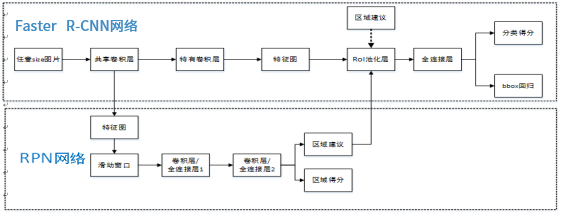 Faster R-CNN网络
区域建议
分类得分
任意size图片
共享卷积层
特有卷积层
特征图
RoI池化层
全连接层
bbox回归
特征图
RPN网络
滑动窗口
卷积层/
全连接层1
卷积层/
全连接层2
区域建议
区域得分